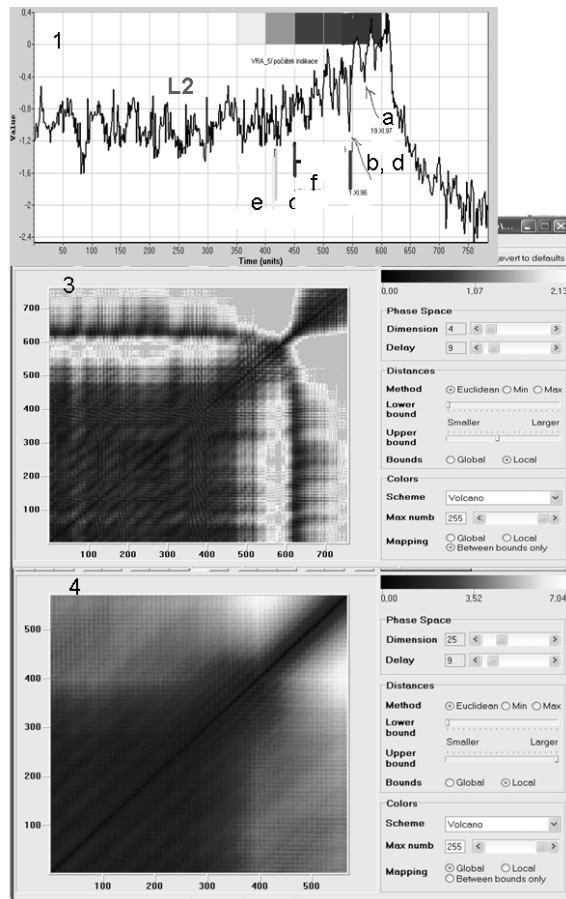 1
0,4
0
-0,4
-0,8
-1,2
-1,6
-2
-2,4
Value
L2
VRA_5/ počátek indikace
a
19.XI.97
b, d
1.XI.96
e
c
f
50 100 150 200 250 300 350 400 450 500 550 600 650 700 750
Time (units)
evert to defaults
3
700
600
500
400
300
200
100
100 200 300 400 500 600 700
0,00 1,07 2,13
Phase Space
Dimension 4
Delay 9
Distances
Method Euclidean Min Max
Lower bound
Smaller Larger
Upper bound
Bounds Global Local
Colors
Scheme Volcano
Max numb 255
Mapping Global Local
Between bounds only
4
500
400
300
200
100
100 200 300 400 500
0,00 3,52 7,04
Phase Space
Dimension 25
Delay 9
Distances
Method Euclidean Min Max
Lower bound
Smaller Larger
Upper bound
Bounds Global Local
Colors
Scheme Volcano
Max numb 255
Mapping Global Local
Between bounds only